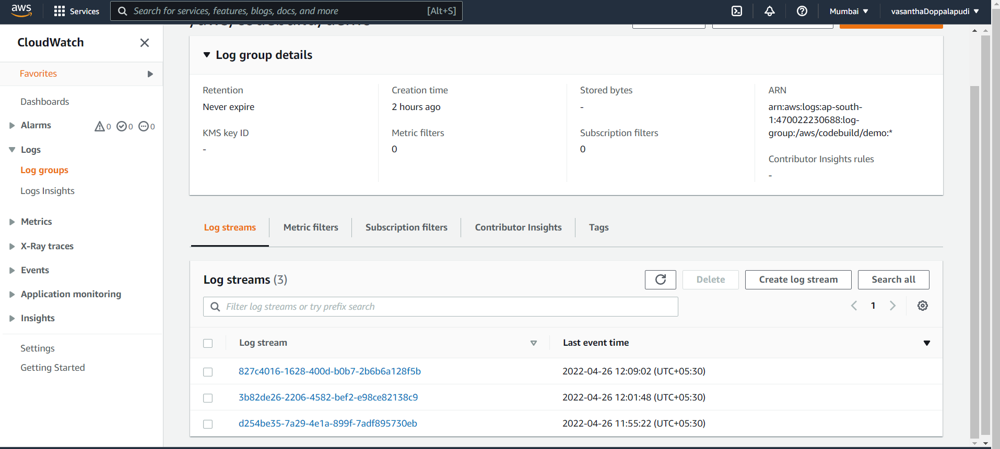 aws
Services
Search for services, features, blogs, docs, and more [Alt+S]
Mumbai
vasanthaDoppalapudi
CloudWatch
Favorites
Dashboards
Alarms 0 0 0
Logs
Log groups
Logs Insights
Metrics
X-Ray traces
Events
Application monitoring
Insights
Settings
Getting Started
/aws/codebuild/demo
Log group details
Retention
Never expire
KMS key ID
-
Creation time
2 hours ago
Metric filters
0
Stored bytes
-
Subscription filters
0
ARN
arn:aws:logs:ap-south-
1:470022230688:log-
group:/aws/codebuild/demo:*
Contributor Insights rules
-
Log streams Metric filters Subscription filters Contributor Insights Tags
Log streams (3)
Delete Create log stream Search all
Filter log streams or try prefix search
1
Log stream Last event time
827c4016-1628-400d-b0b7-2b6b6a128f5b 2022-04-26 12:09:02 (UTC+05:30)
3b82de26-2206-4582-bef2-e98ce82138c9 2022-04-26 12:01:48 (UTC+05:30)
d254be35-7a29-4e1a-899f-7adf895730eb 2022-04-26 11:55:22 (UTC+05:30)